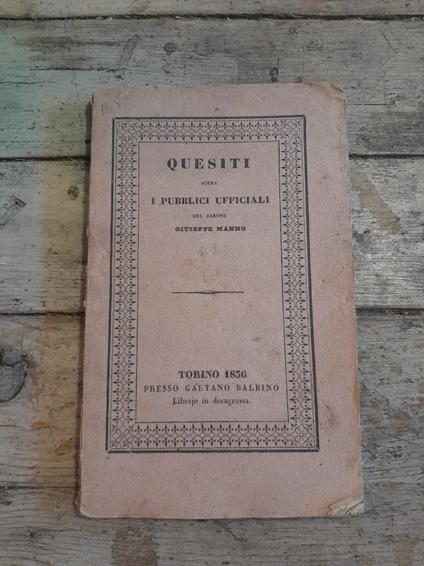 QUESITI
SOPRA
I PUBBLICI UFFICIALI
DEL BARONE
GIUSEPPE MANNO
TORINO 1836
PRESSO GAETANO BALBINO
Librajo in doragrossa.